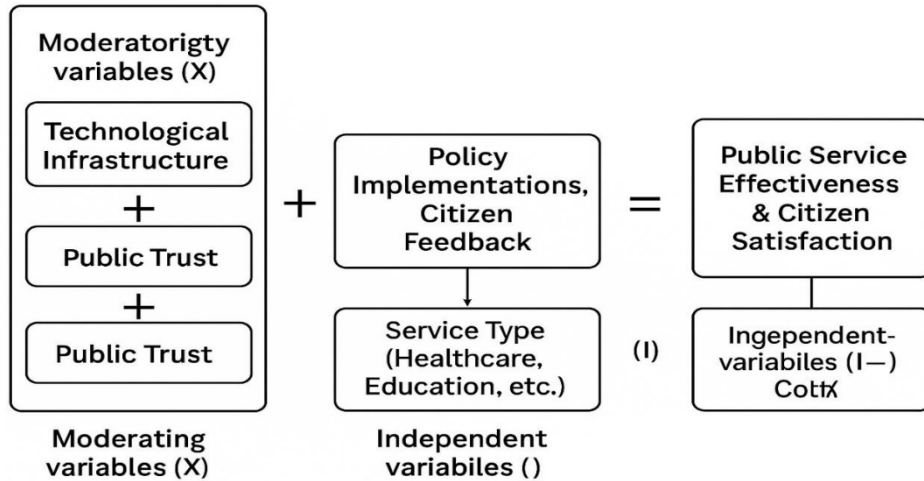 Moderatorigty
variables (X)
Technological
Infrastructure
+
Public Trust
+
Public Trust
Moderating
variables (X)
+
Policy
Implementations,
Citizen
Feedback
Service Type
(Healthcare,
Education, etc.)
Independent
variabiles ()
=
(I)
Public Service
Effectiveness
& Citizen
Satisfaction
Ingependent-
variabiles (I—)